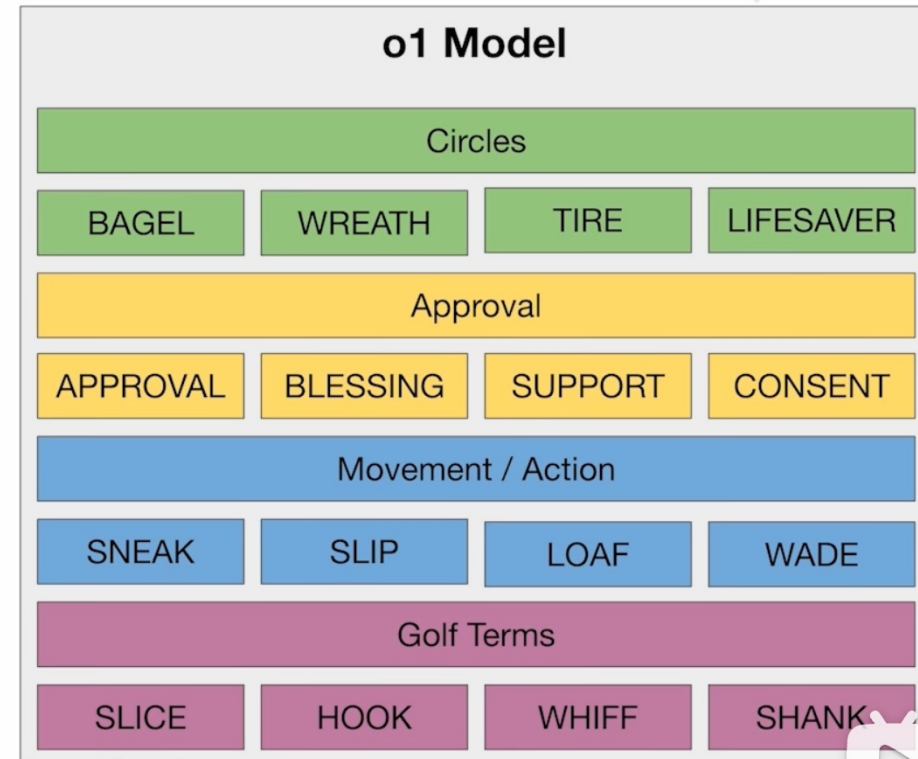 o1 Model
Circles
BAGEL WREATH TIRE LIFESAVER
Approval
APPROVAL BLESSING SUPPORT CONSENT
Movement / Action
SNEAK SLIP LOAF WADE
Golf Terms
SLICE HOOK WHIFF SHANK